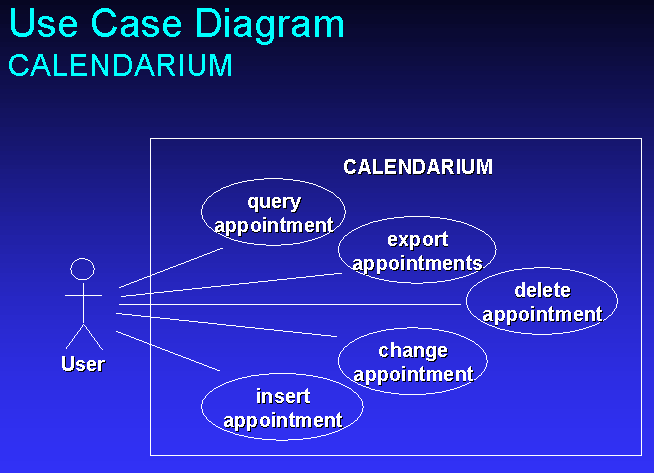 Use Case Diagram
CALENDARIUM
CALENDARIUM
query
appointment
export
appointments
delete
appointment
change
appointment
User
insert
appointment